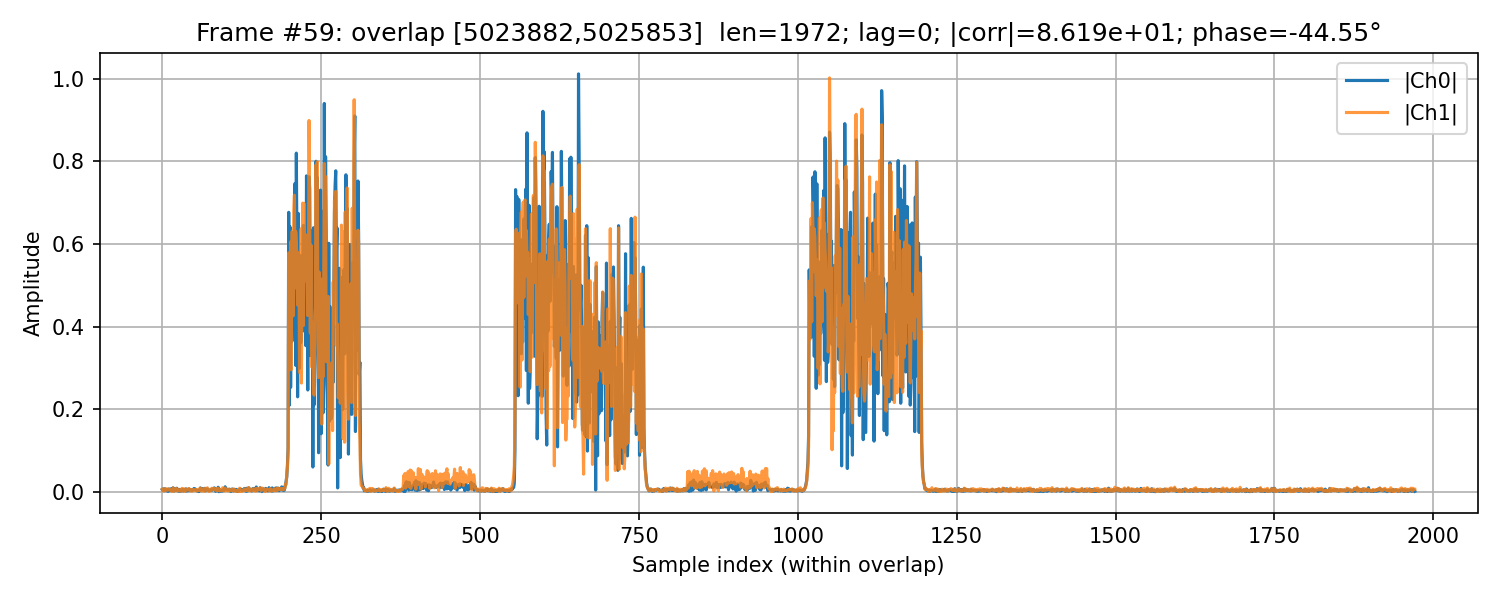 Frame #59: overlap [5023882,5025853]  len=1972; lag=0; |corr|=8.619e+01; phase=-44.55°
1.0
0.8
0.6
0.4
0.2
0.0
Amplitude
|Ch0|
|Ch1|
0 250 500 750 1000 1250 1500 1750 2000
Sample index (within overlap)